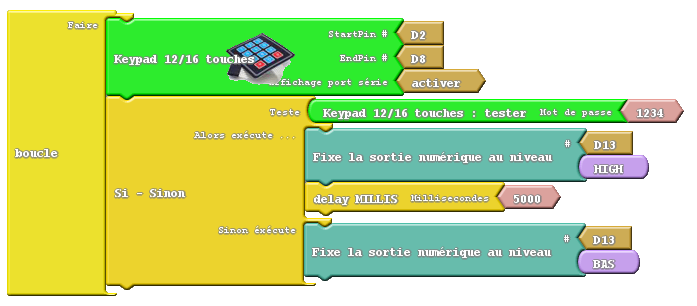 Faire
StartPin #
D2
EndPin #
D8
Keypad 12/16 touches
affichage port série
activer
Teste
Keypad 12/16 touches : tester
Mot de passe
1234
Alors exécute ...
#
D13
Fixe la sortie numérique au niveau
HIGH
boucle
Si - Sinon
delay MILLIS
Millisecondes
5000
Sinon éxécute
#
D13
Fixe la sortie numérique au niveau
BAS